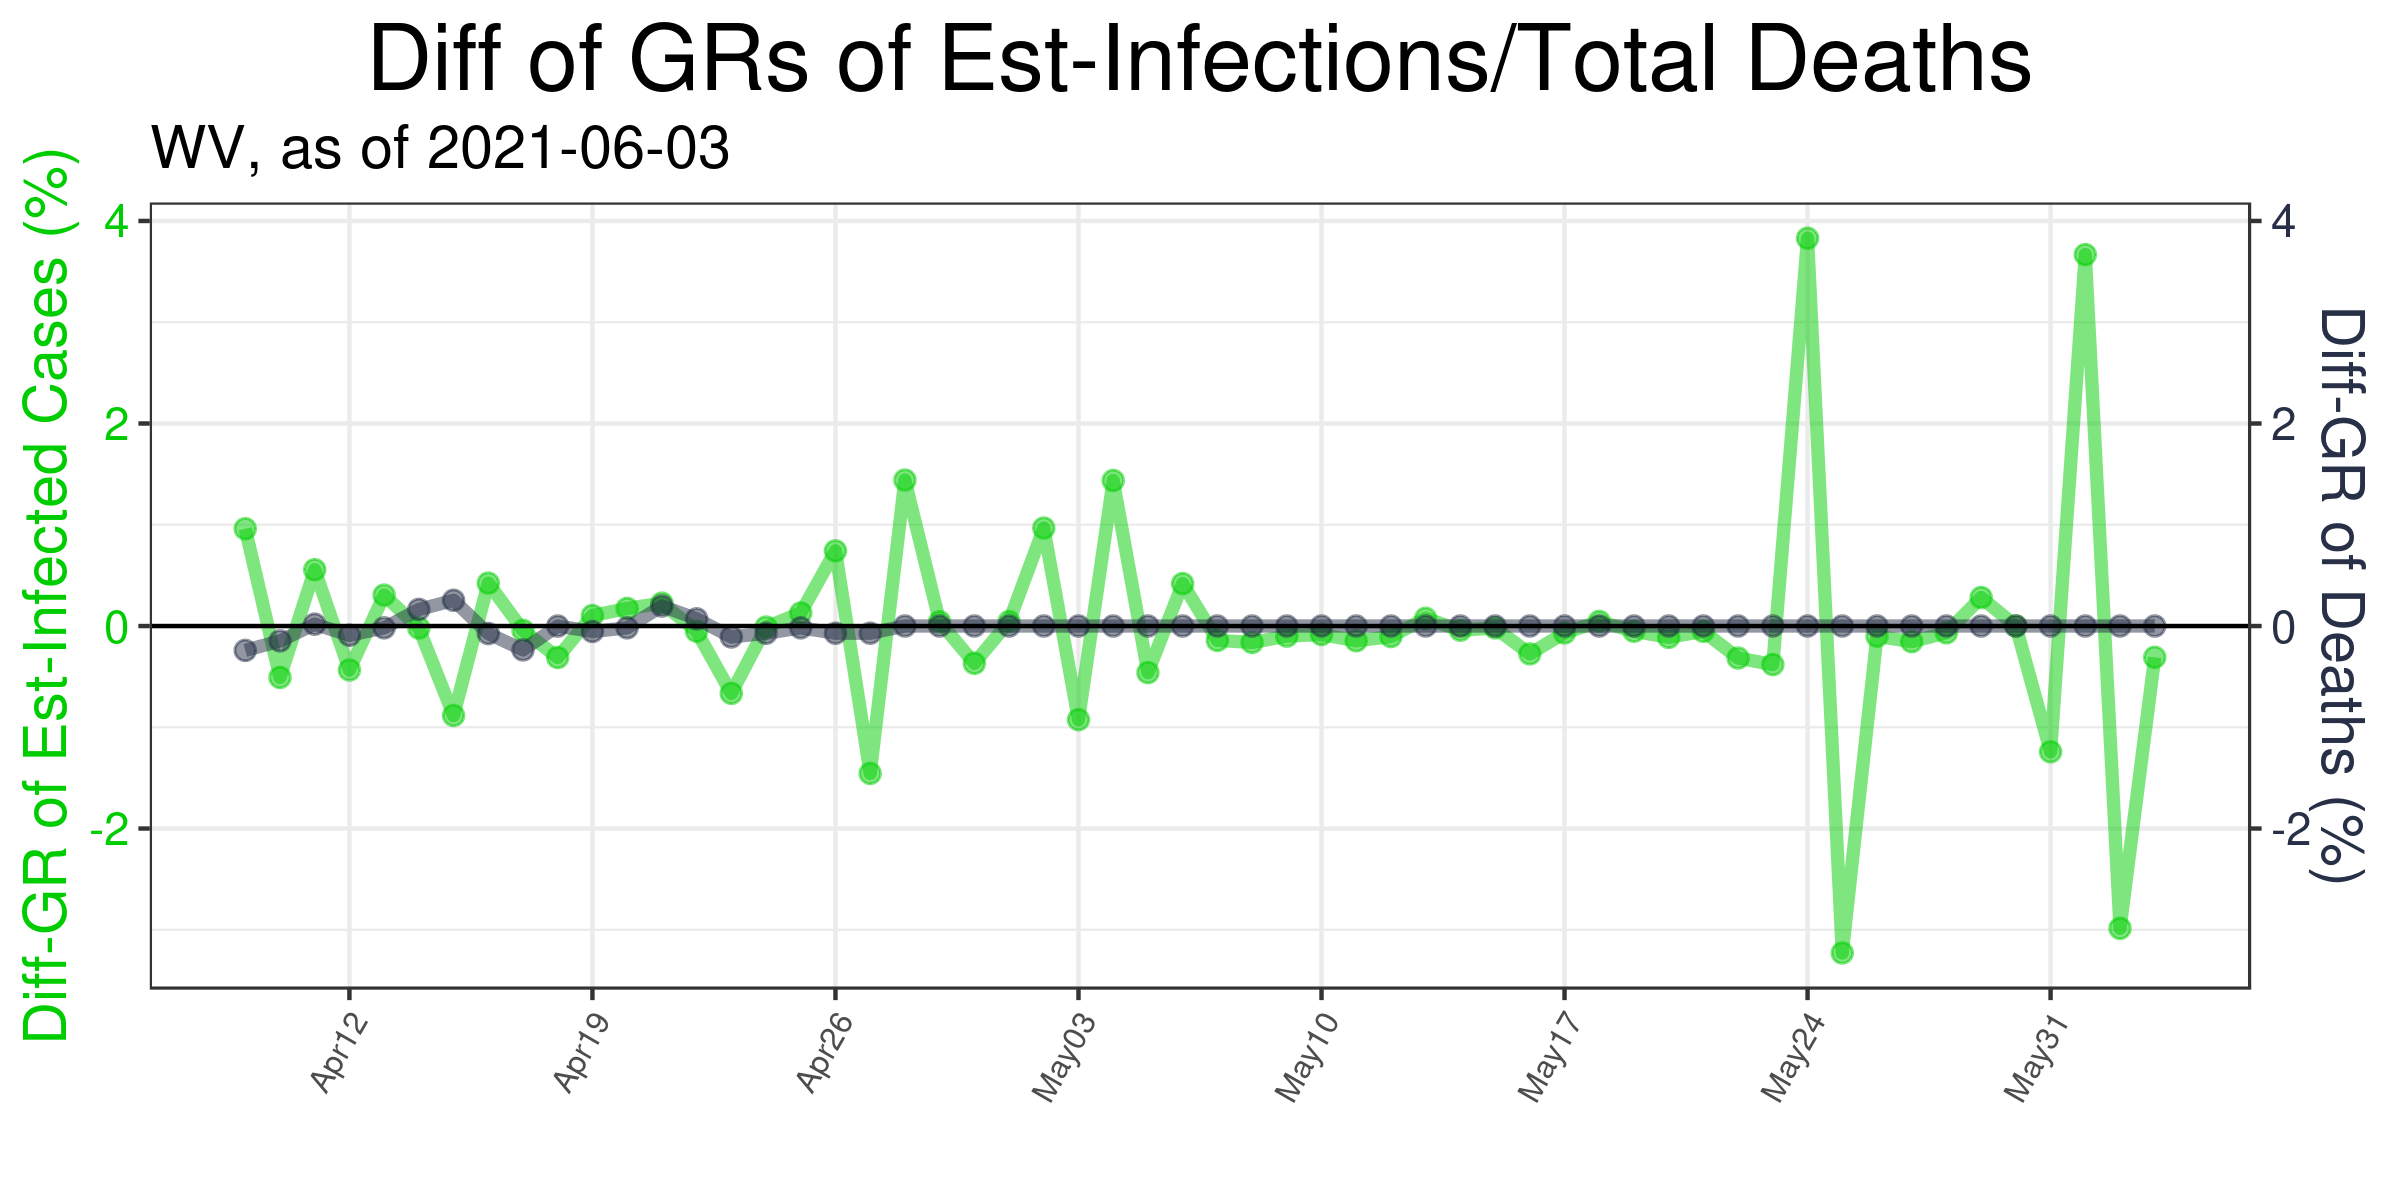 Diff of GRs of Est-Infections/Total Deaths
WV, as of 2021-06-03
Diff-GR of Est-Infected Cases (%)
4
2
0
-2
4
2
0
-2
Diff-GR of Deaths (%)
Apr12
Apr19
Apr26
May03
May10
May17
May24
May31